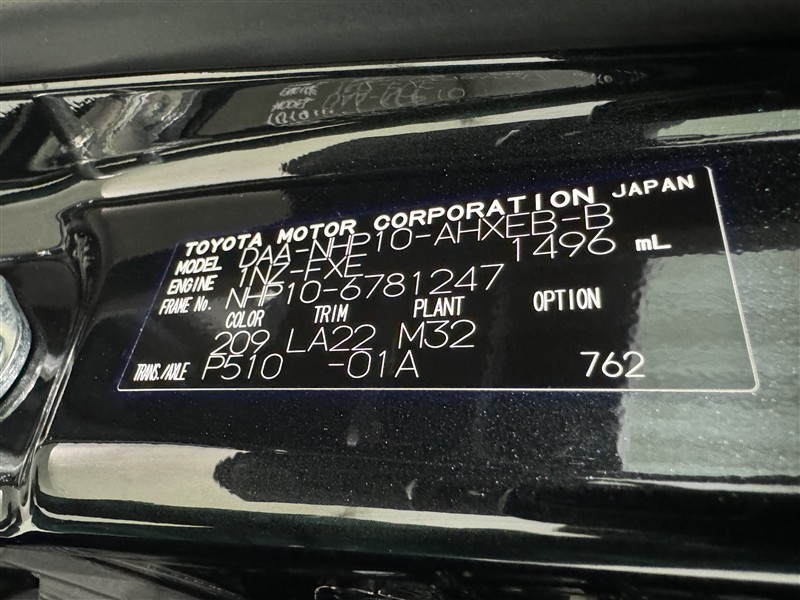 TOYOTA MOTOR CORPORATION JAPAN
MODEL DAA-NHP10-AHXEB-B
ENGINE 1NZ-FXE 1496 mL
FRAME No. NHP10-6781247
COLOR TRIM PLANT OPTION
209 LA22 M32
TRANS./AXLE P510 -01A 762